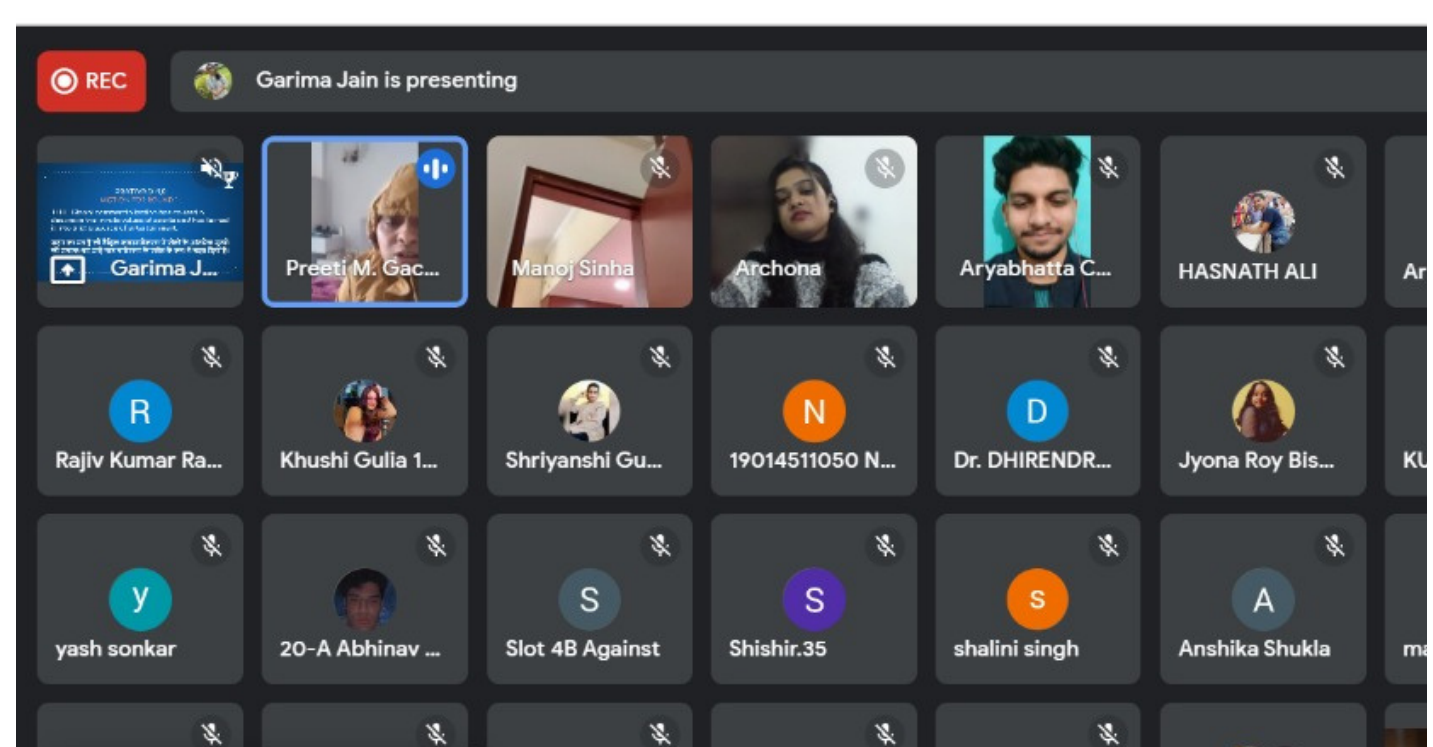 REC
Garima Jain is presenting
Garima J...
Preeti M. Gac...
Manoj Sinha
Archona
Aryabhatta C...
HASNATH ALI
Ar
R
Rajiv Kumar Ra...
Khushi Gulia 1...
Shriyanshi Gu...
N
19014511050 N...
D
Dr. DHIRENDR...
Jyona Roy Bis...
KU
y
yash sonkar
20-A Abhinav ...
S
Slot 4B Against
S
Shishir.35
s
shalini singh
A
Anshika Shukla
ma